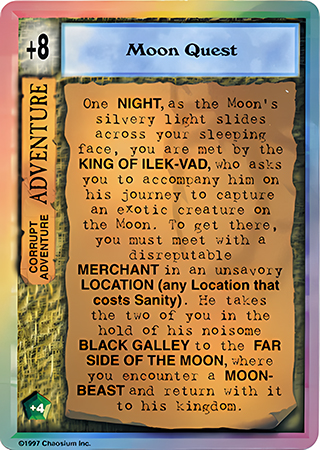 +8
Moon Quest
CORRUPT
ADVENTURE
ADVENTURE
One NIGHT, as the Moon's
silvery light slides
across your sleeping
face, you are met by the
KING OF ILEK-VAD, who asks
you to accompany him on
his journey to capture
an exotic creature on
the Moon. To get there,
you must meet with a
disreputable
MERCHANT in an unsavory
LOCATION (any Location that
costs Sanity). He takes
the two of you in the
hold of his noisome
BLACK GALLEY to the FAR
SIDE OF THE MOON, where
you encounter a MOON-
BEAST and return with it
to his kingdom.
+4
©1997 Chaosium Inc.